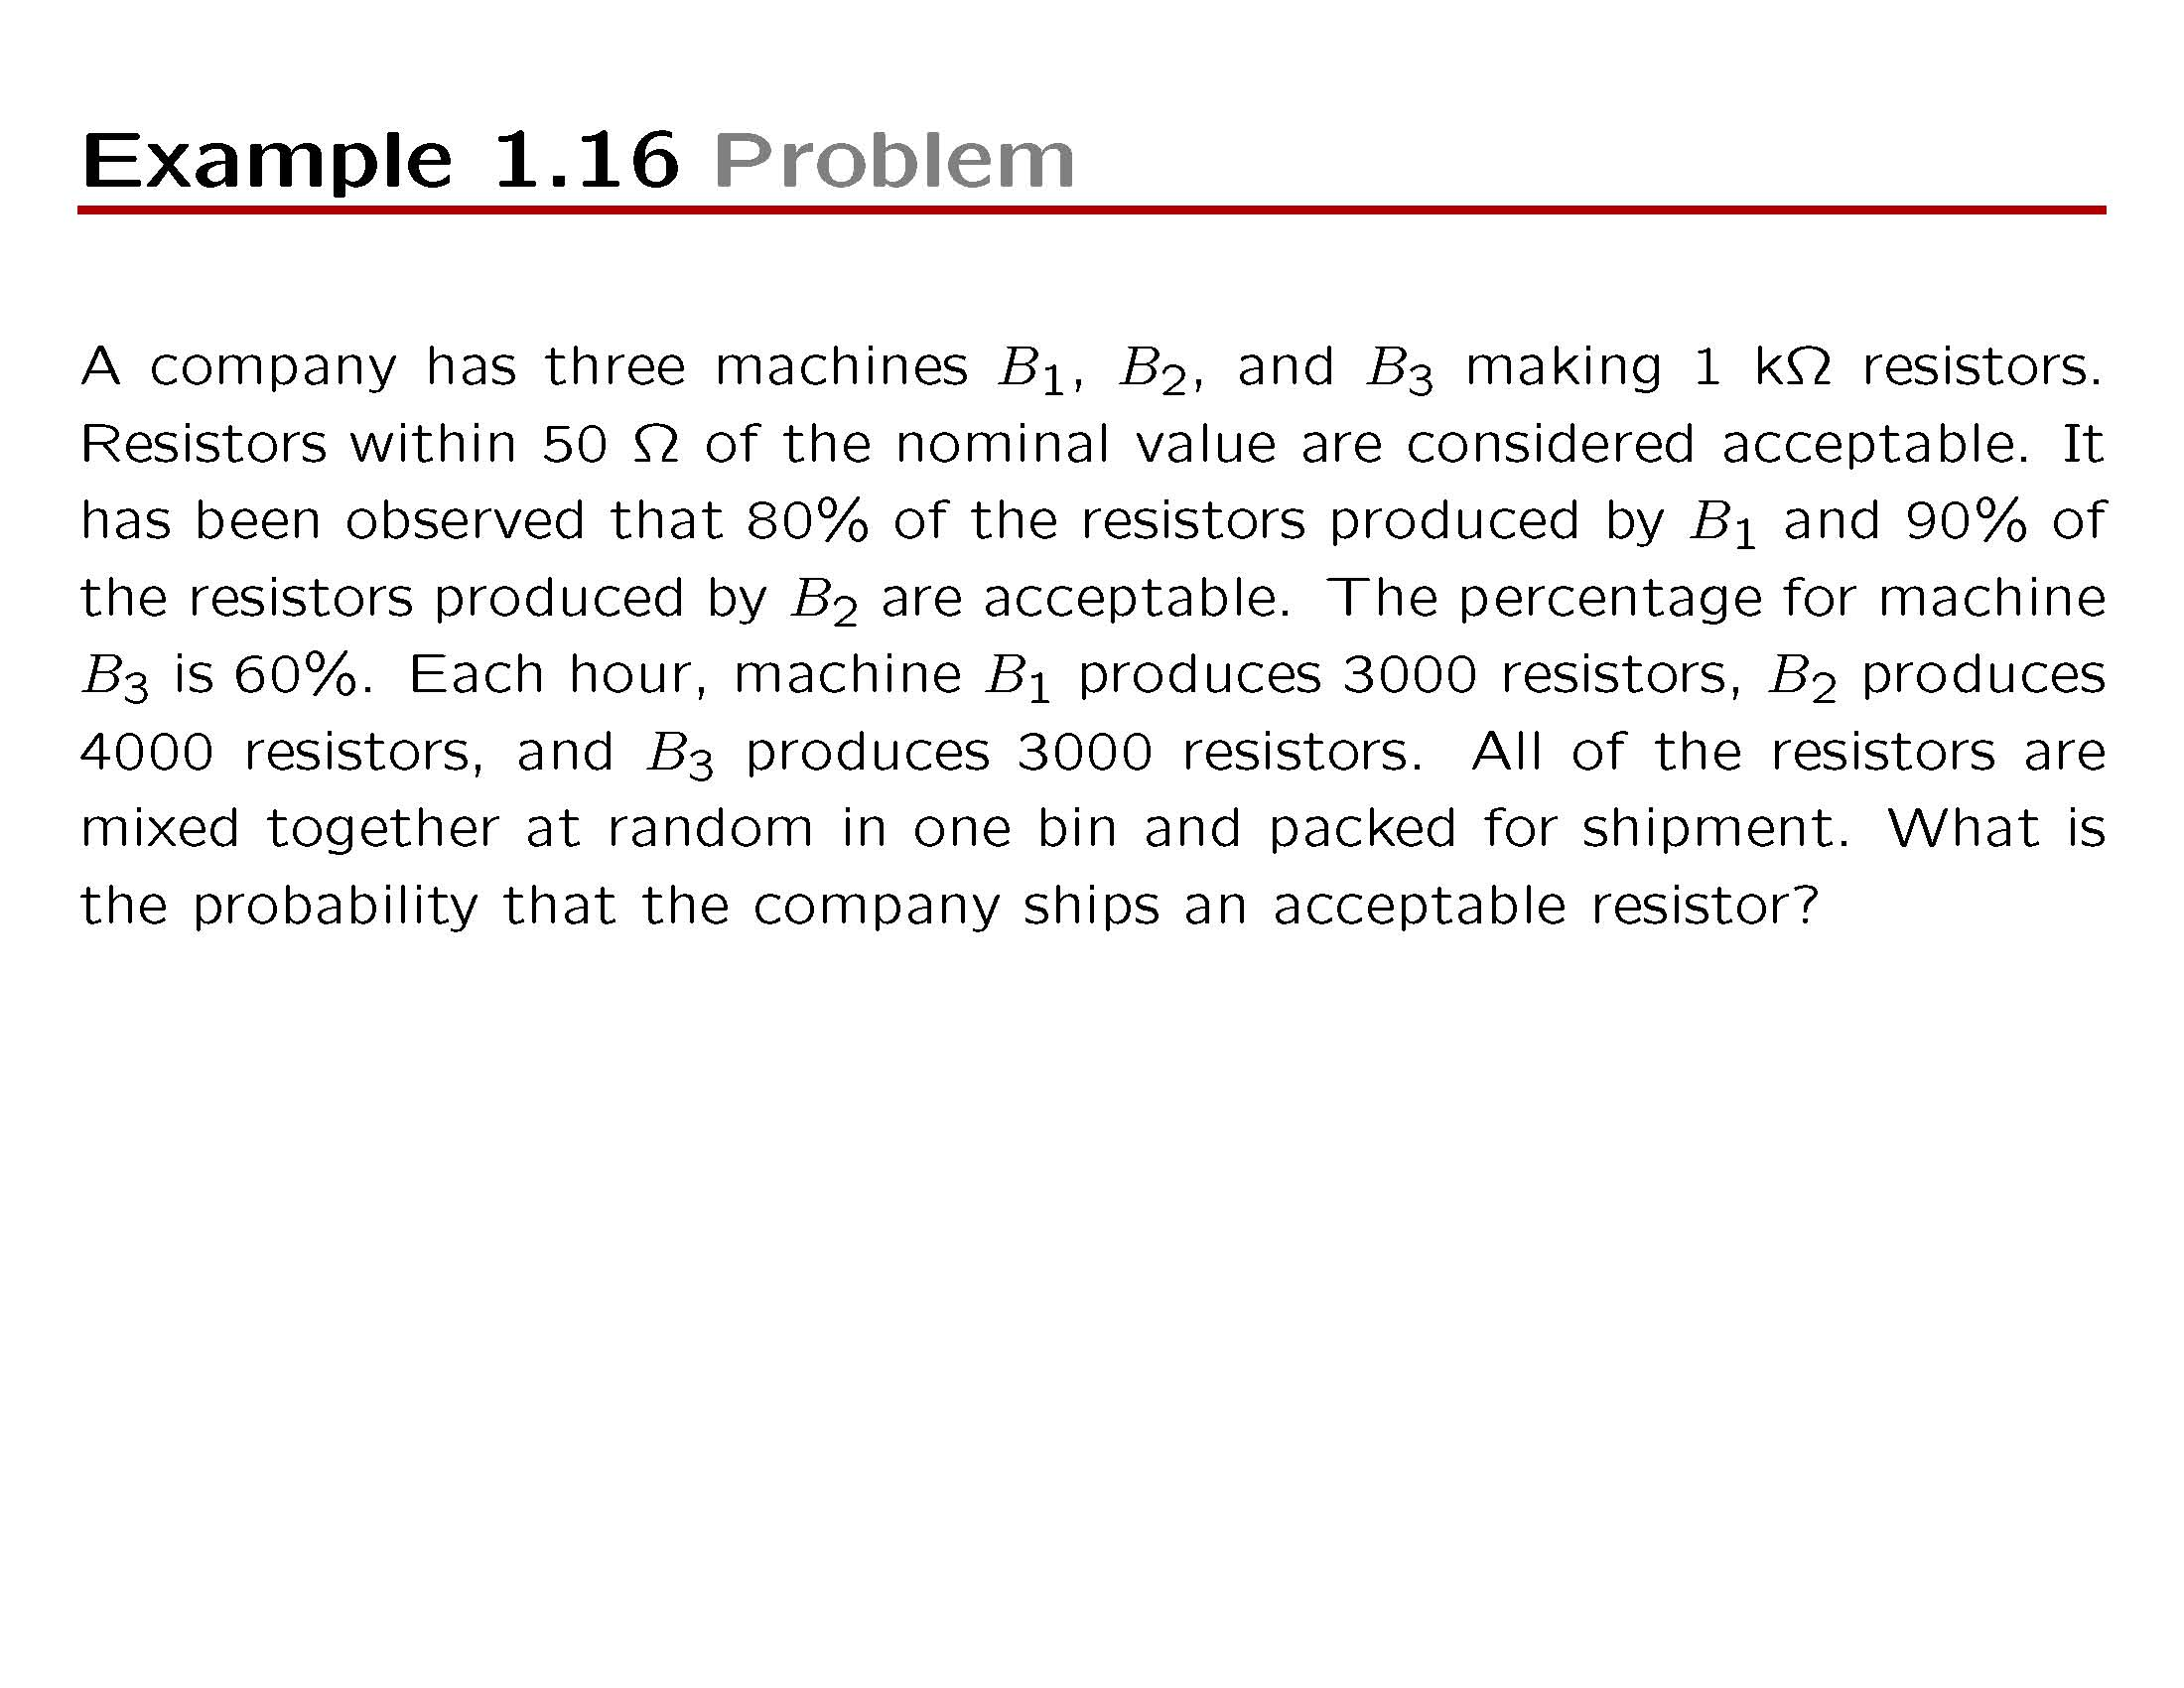 Example 1.16 Problem
A company has three machines B₁, B₂, and B₃ making 1 kΩ resistors.
Resistors within 50 Ω of the nominal value are considered acceptable. It
has been observed that 80% of the resistors produced by B₁ and 90% of
the resistors produced by B₂ are acceptable. The percentage for machine
B₃ is 60%. Each hour, machine B₁ produces 3000 resistors, B₂ produces
4000 resistors, and B₃ produces 3000 resistors. All of the resistors are
mixed together at random in one bin and packed for shipment. What is
the probability that the company ships an acceptable resistor?